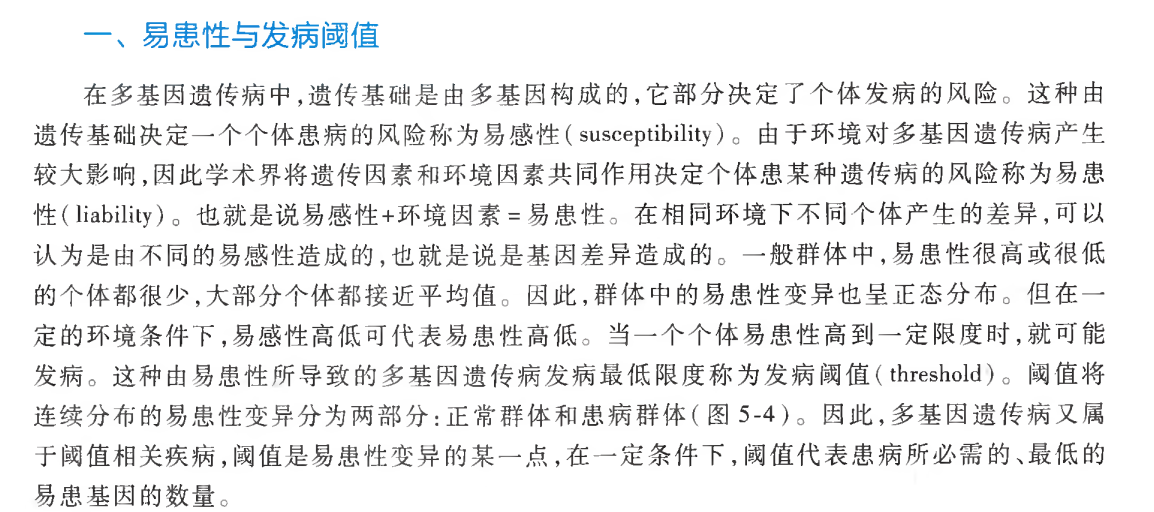 一、易患性与发病阈值
在多基因遗传病中,遗传基础是由多基因构成的,它部分决定了个体发病的风险。这种由
遗传基础决定一个个体患病的风险称为易感性(susceptibility)。由于环境对多基因遗传病产生
较大影响,因此学术界将遗传因素和环境因素共同作用决定个体患某种遗传病的风险称为易患
性(liability)。也就是说易感性+环境因素=易患性。在相同环境下不同个体产生的差异,可以
认为是由不同的易感性造成的,也就是说是基因差异造成的。一般群体中,易患性很高或很低
的个体都很少,大部分个体都接近平均值。因此,群体中的易患性变异也呈正态分布。但在一
定的环境条件下,易感性高低可代表易患性高低。当一个个体易患性高到一定限度时,就可能
发病。这种由易患性所导致的多基因遗传病发病最低限度称为发病阈值(threshold)。阈值将
连续分布的易患性变异分为两部分:正常群体和患病群体(图5-4)。因此,多基因遗传病又属
于阈值相关疾病,阈值是易患性变异的某一点,在一定条件下,阈值代表患病所必需的、最低的
易患基因的数量。